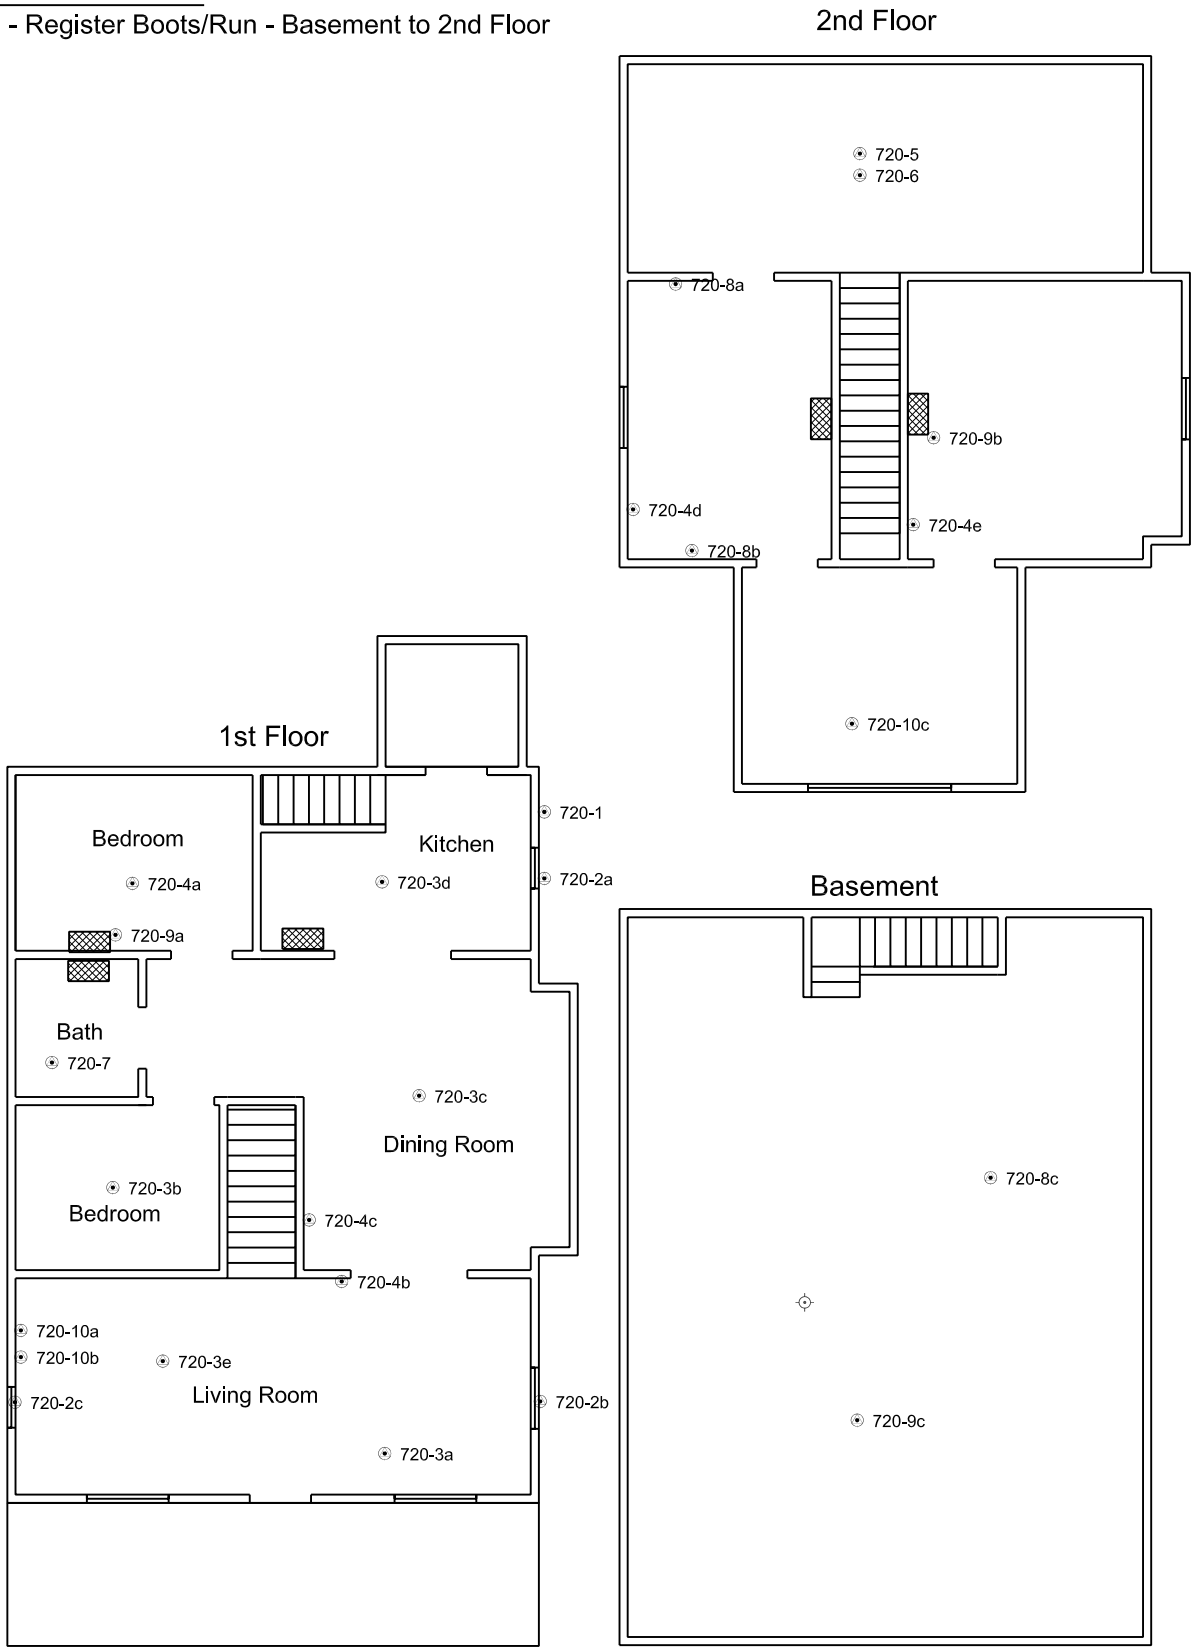 - Register Boots/Run - Basement to 2nd Floor
2nd Floor
720-5
720-6
720-8a
720-9b
720-4d
720-4e
720-8b
720-10c
1st Floor
720-1
Bedroom
Kitchen
720-4a
720-3d
720-2a
720-9a
Bath
720-7
720-3c
Dining Room
720-3b
Bedroom
720-4c
720-4b
720-10a
720-10b
720-3e
Living Room
720-2c
720-2b
720-3a
Basement
720-8c
720-9c